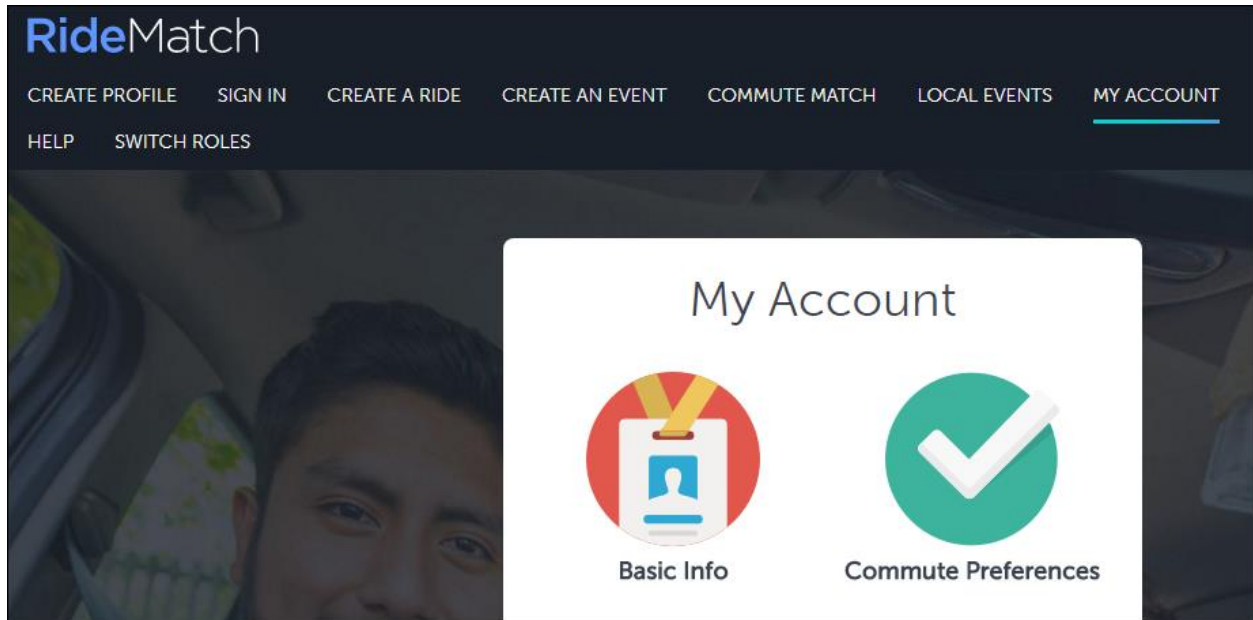 RideMatch
CREATE PROFILE SIGN IN CREATE A RIDE CREATE AN EVENT COMMUTE MATCH LOCAL EVENTS MY ACCOUNT
HELP SWITCH ROLES
My Account
Basic Info Commute Preferences